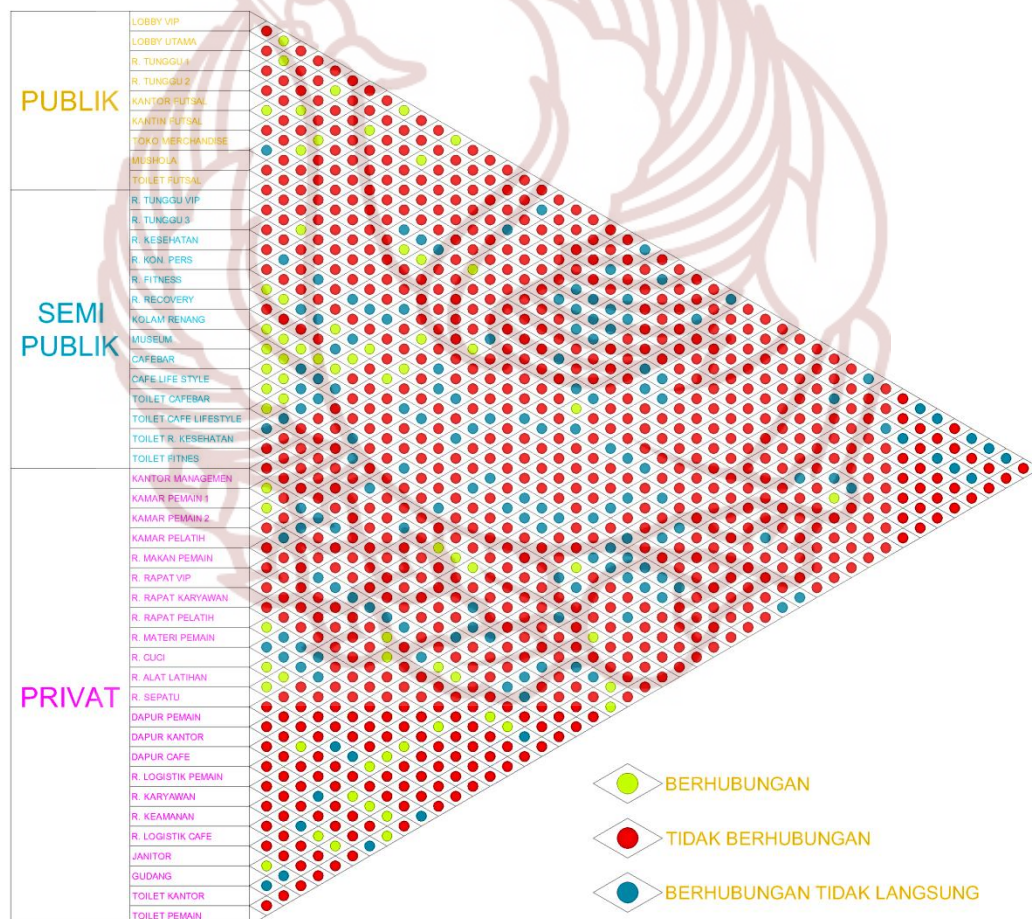 PUBLIK
LOBBY VIP
LOBBY UTAMA
R. TUNGGU 1
R. TUNGGU 2
KANTOR FUTSAL
KANTIN FUTSAL
TOKO MERCHANDISE
MUSHOLA
TOILET FUTSAL
SEMI
PUBLIK
R. TUNGGU VIP
R. TUNGGU 3
R. KESEHATAN
R. KON. PERS
R. FITNESS
R. RECOVERY
KOLAM RENANG
MUSEUM
CAFEBAR
CAFE LIFE STYLE
TOILET CAFEBAR
TOILET CAFE LIFESTYLE
TOILET R. KESEHATAN
TOILET FITNES
PRIVAT
KANTOR MANAGEMEN
KAMAR PEMAIN 1
KAMAR PEMAIN 2
KAMAR PELATIH
R. MAKAN PEMAIN
R. RAPAT VIP
R. RAPAT KARYAWAN
R. RAPAT PELATIH
R. MATERI PEMAIN
R. CUCI
R. ALAT LATIHAN
R. SEPATU
DAPUR PEMAIN
DAPUR KANTOR
DAPUR CAFE
R. LOGISTIK PEMAIN
R. KARYAWAN
R. KEAMANAN
R. LOGISTIK CAFE
JANITOR
GUDANG
TOILET KANTOR
TOILET PEMAIN
BERHUBUNGAN
TIDAK BERHUBUNGAN
BERHUBUNGAN TIDAK LANGSUNG